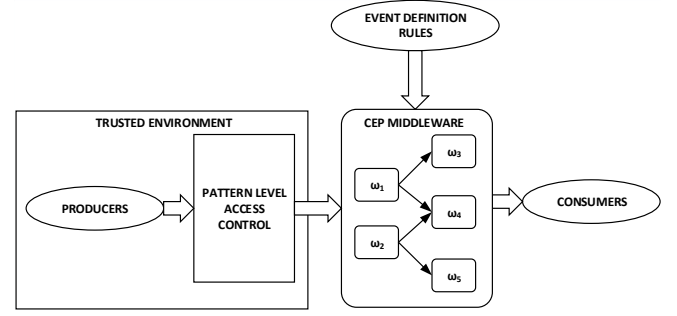 EVENT DEFINITION
RULES
TRUSTED ENVIRONMENT
PRODUCERS
PATTERN LEVEL
ACCESS
CONTROL
CEP MIDDLEWARE
ω1
ω2
ω3
ω4
ω5
CONSUMERS